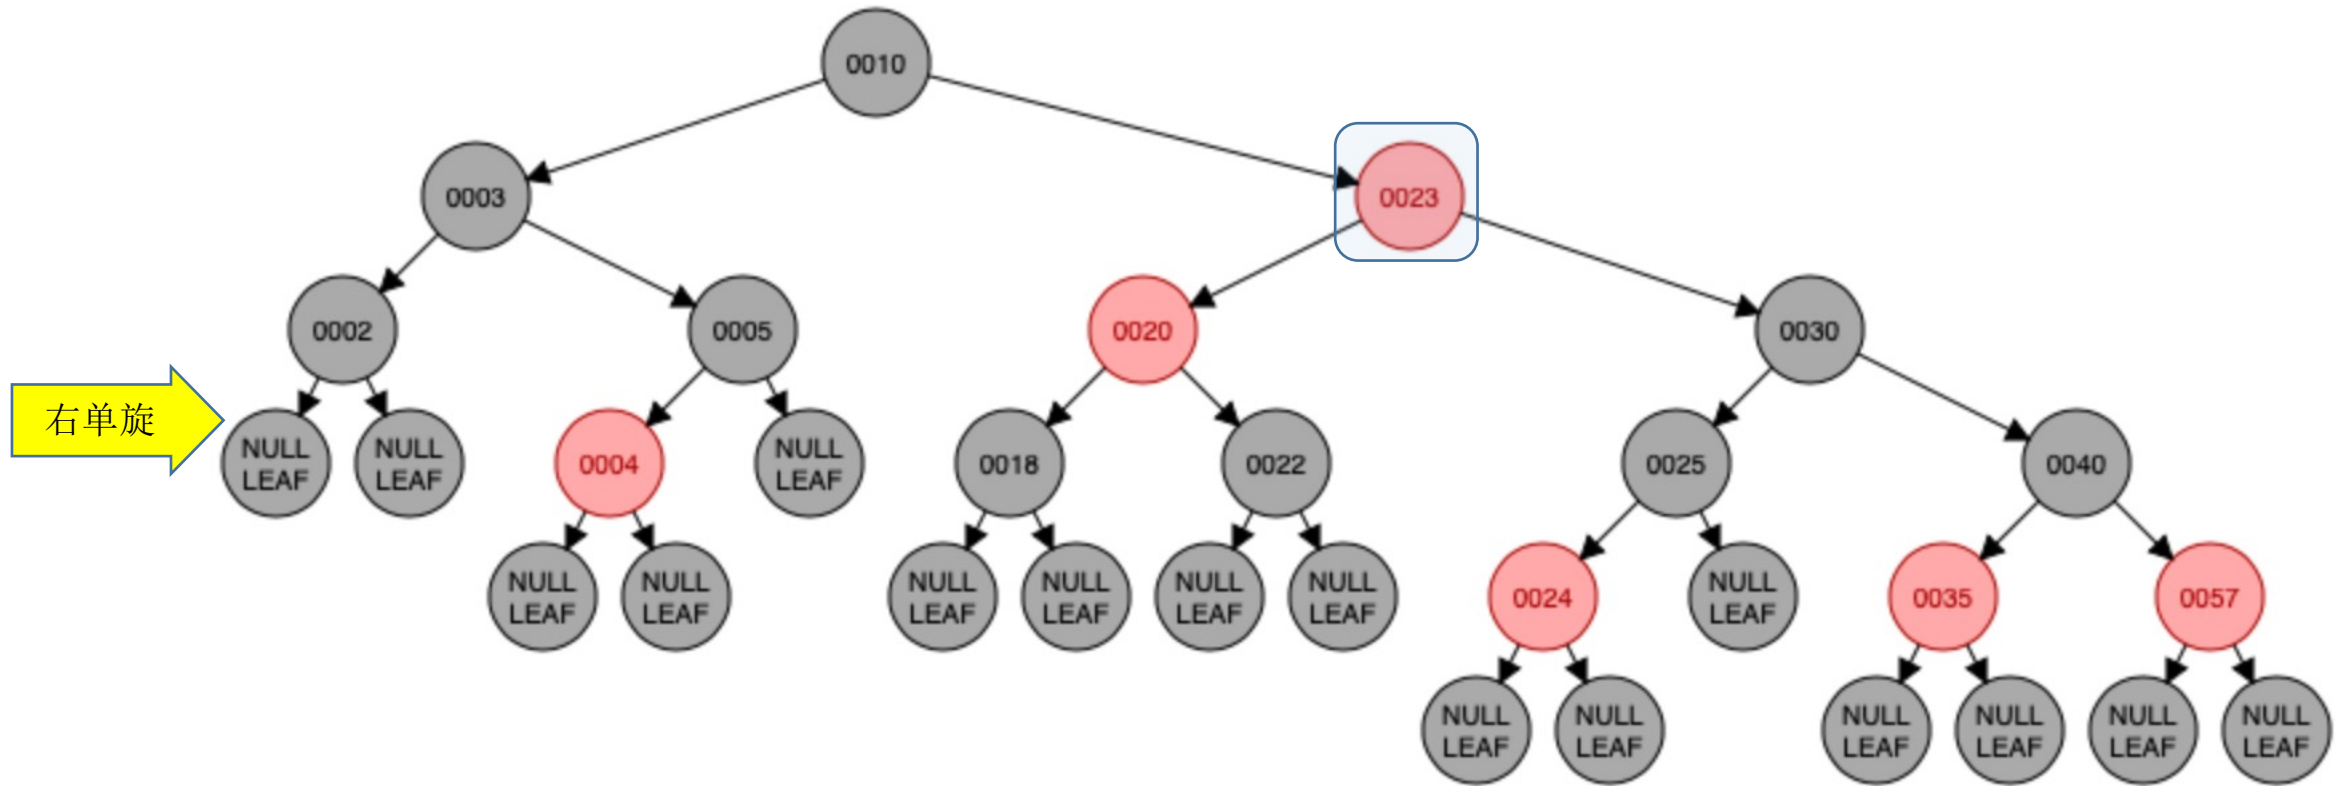 0010
0003
0023
0002
0005
0020
0030
右单旋
NULL
LEAF
NULL
LEAF
0004
NULL
LEAF
0018
0022
0025
0040
NULL
LEAF
NULL
LEAF
NULL
LEAF
NULL
LEAF
NULL
LEAF
NULL
LEAF
0024
NULL
LEAF
0035
0057
NULL
LEAF
NULL
LEAF
NULL
LEAF
NULL
LEAF
NULL
LEAF
NULL
LEAF